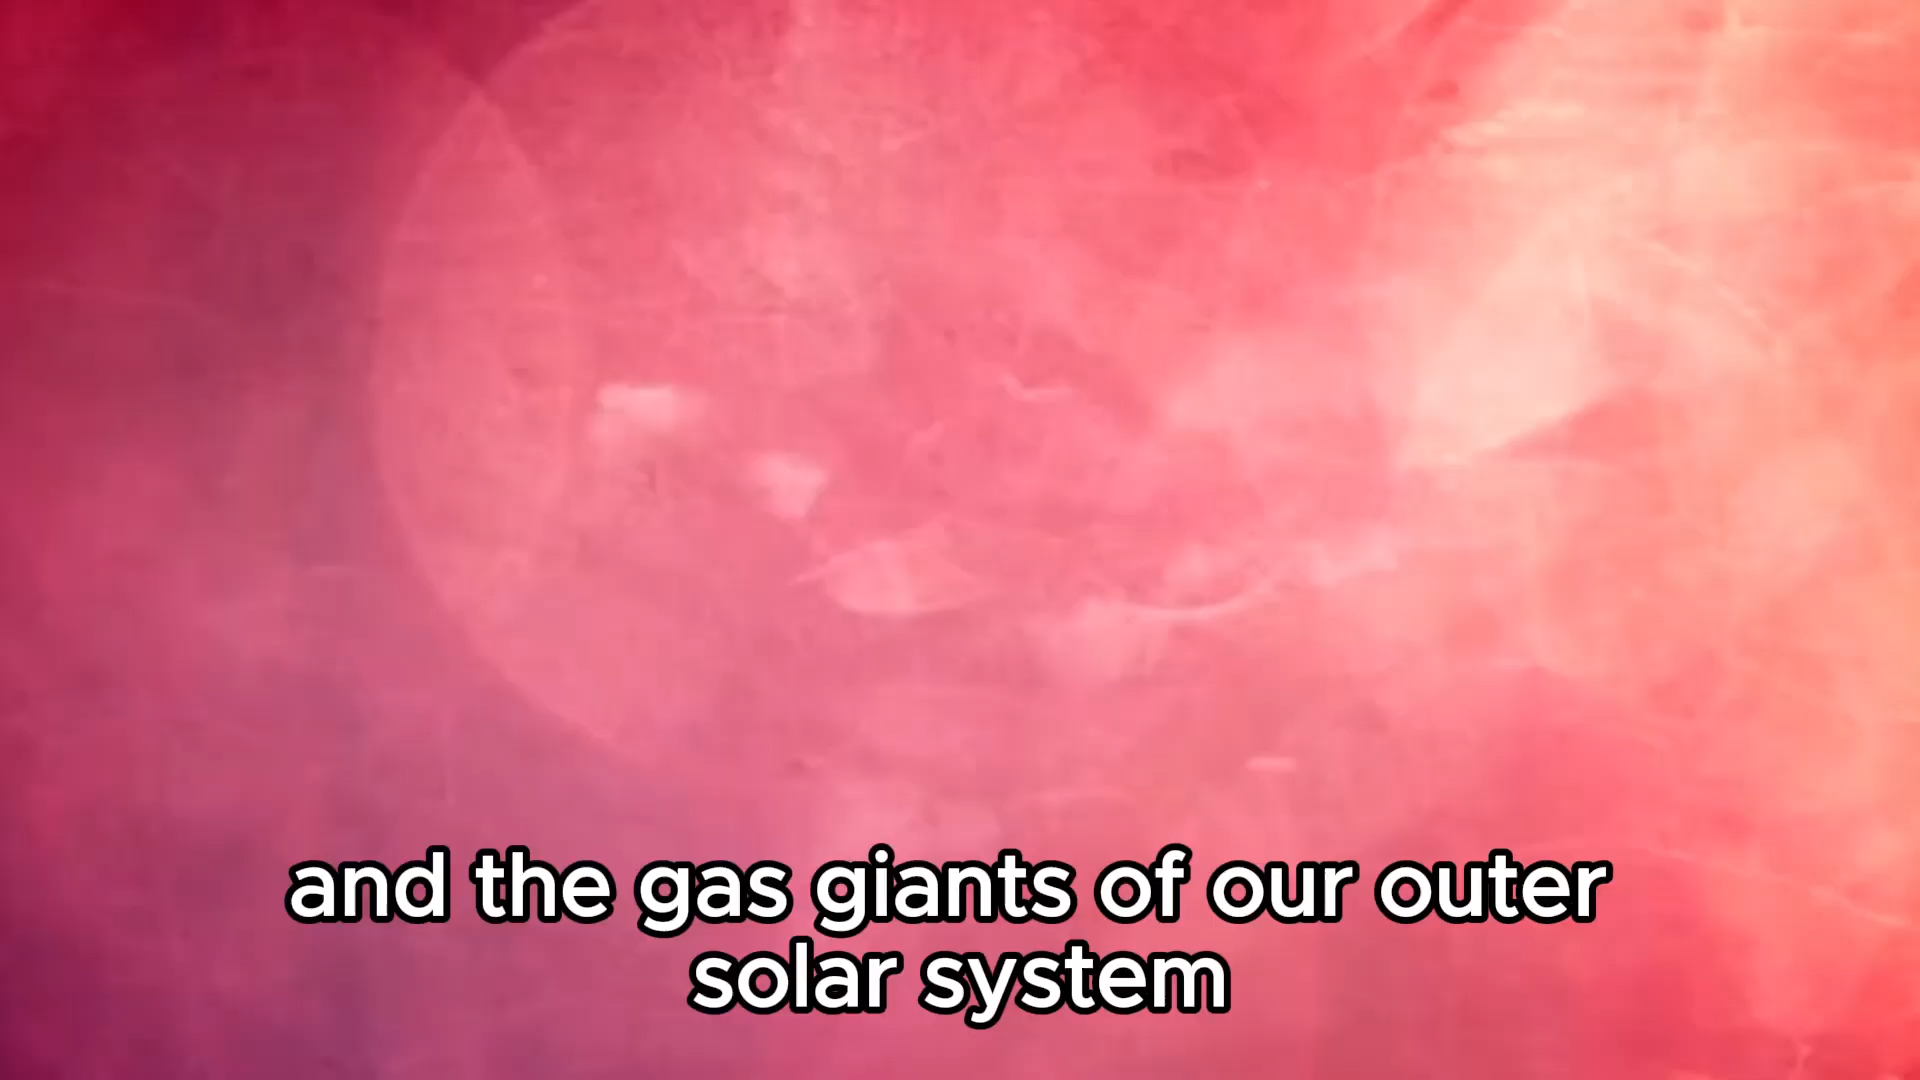 and the gas giants of our outer
solar system